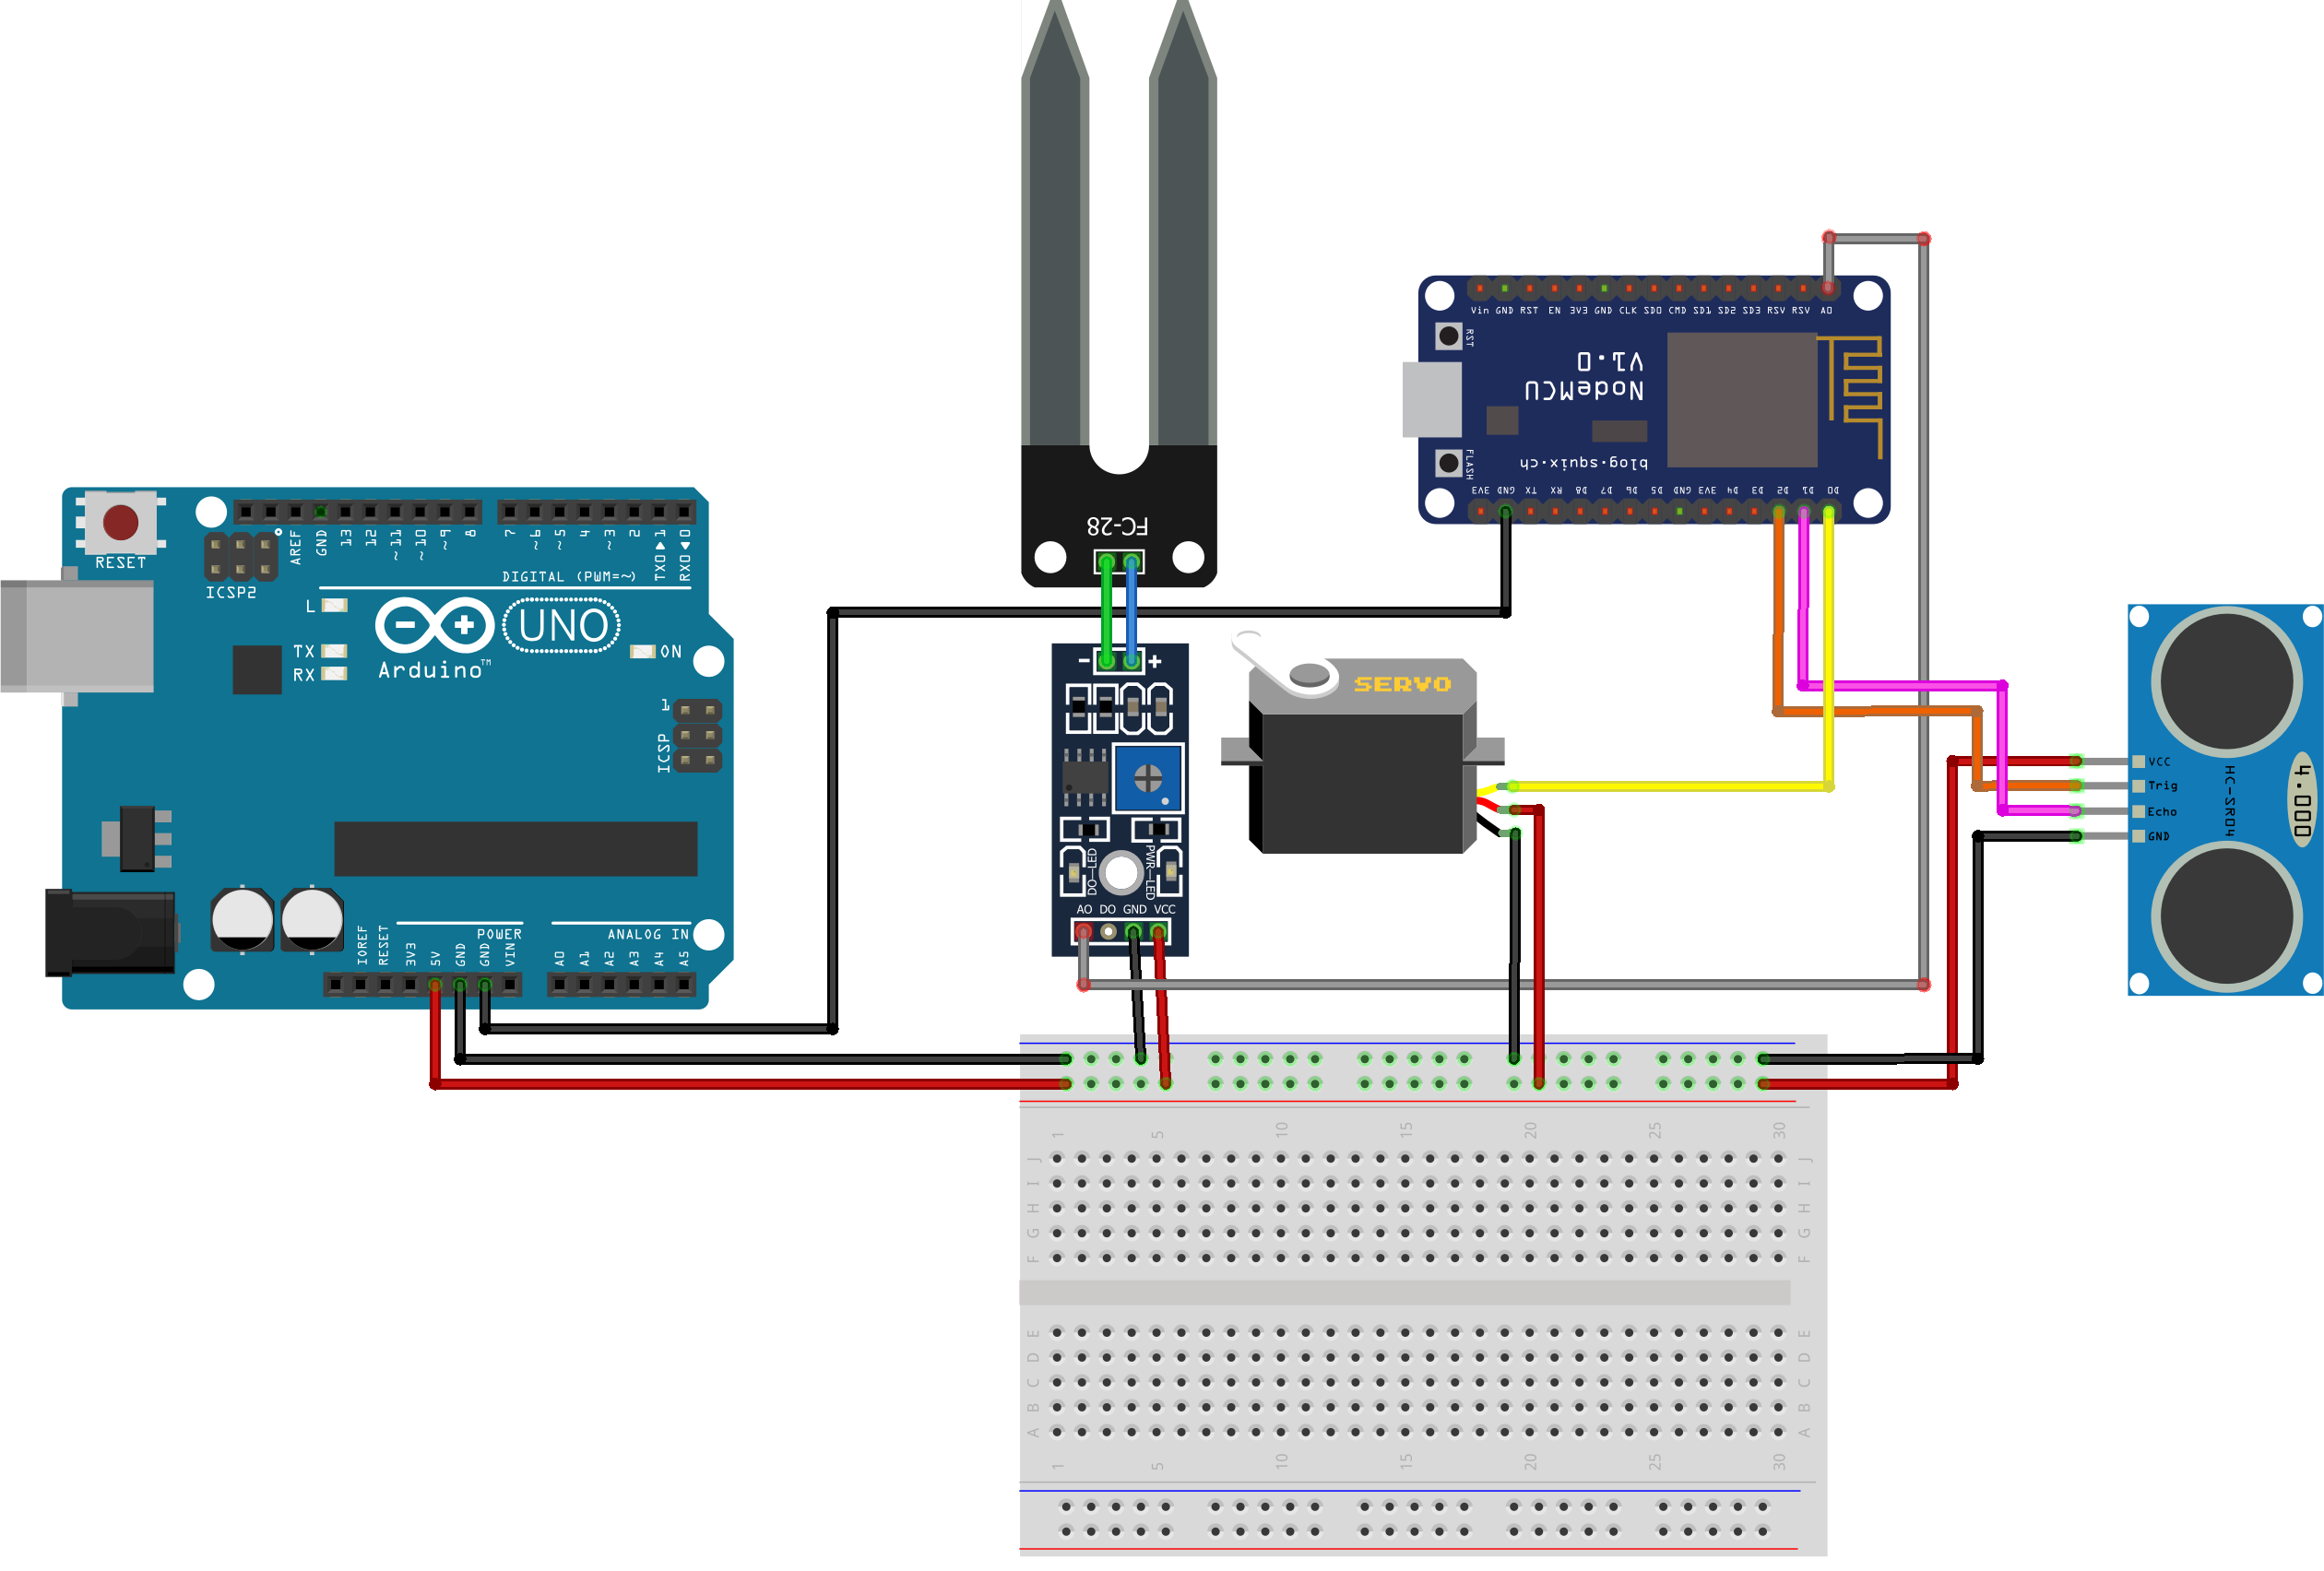 RESET
ICSP2
AREF
GND
13
12
~11
~10
~9
8
7
~6
~5
4
~3
2
TX0▶1
RX0◀0
DIGITAL (PWM=~)
L
TX
RX
Arduino™
UNO
ON
1
ICSP
IOREF
RESET
3V3
5V
GND
GND
VIN
POWER
ANALOG IN
A0
A1
A2
A3
A4
A5
FC-28
- +
DO-LED
PWR-LED
AO DO GND VCC
SERVO
Vin GND RST EN 3V3 GND CLK SD0 CMD SD1 SD2 SD3 RSV RSV A0
RST
FLASH
NodeMCU
V1.0
blog.squix.ch
3V3 GND TX RX D8 D7 D6 D5 GND 3V3 D4 D3 D2 D1 D0
VCC
Trig
Echo
GND
HC-SR04
4.000
1 5 10 15 20 25 30
J J
I I
H H
G G
F F
E E
D D
C C
B B
A A
1 5 10 15 20 25 30